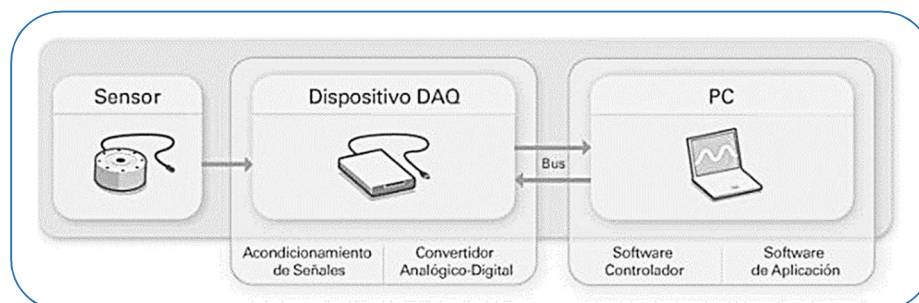 Sensor
Dispositivo DAQ
PC
Bus
Acondicionamiento
de Señales
Convertidor
Analógico-Digital
Software
Controlador
Software
de Aplicación